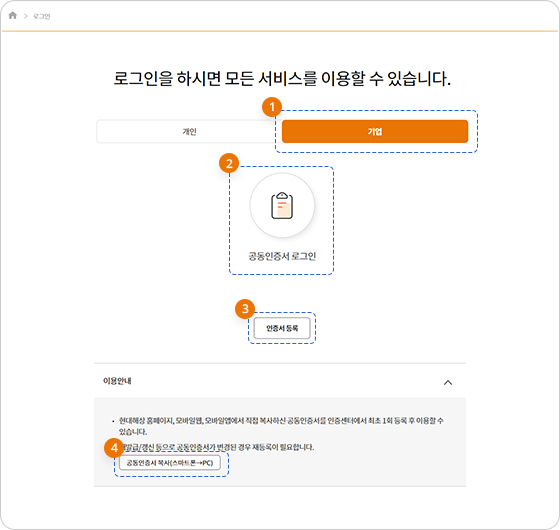 > 로그인
로그인을 하시면 모든 서비스를 이용할 수 있습니다.
1
개인
기업
2
공동인증서 로그인
3
인증서 등록
이용안내
• 현대해상 홈페이지, 모바일웹, 모바일앱에서 직접 복사하신 공동인증서를 인증센터에서 최초 1회 등록 후 이용할 수
있습니다.
발급/갱신 등으로 공동인증서가 변경된 경우 재등록이 필요합니다.
4
공동인증서 복사(스마트폰→PC)